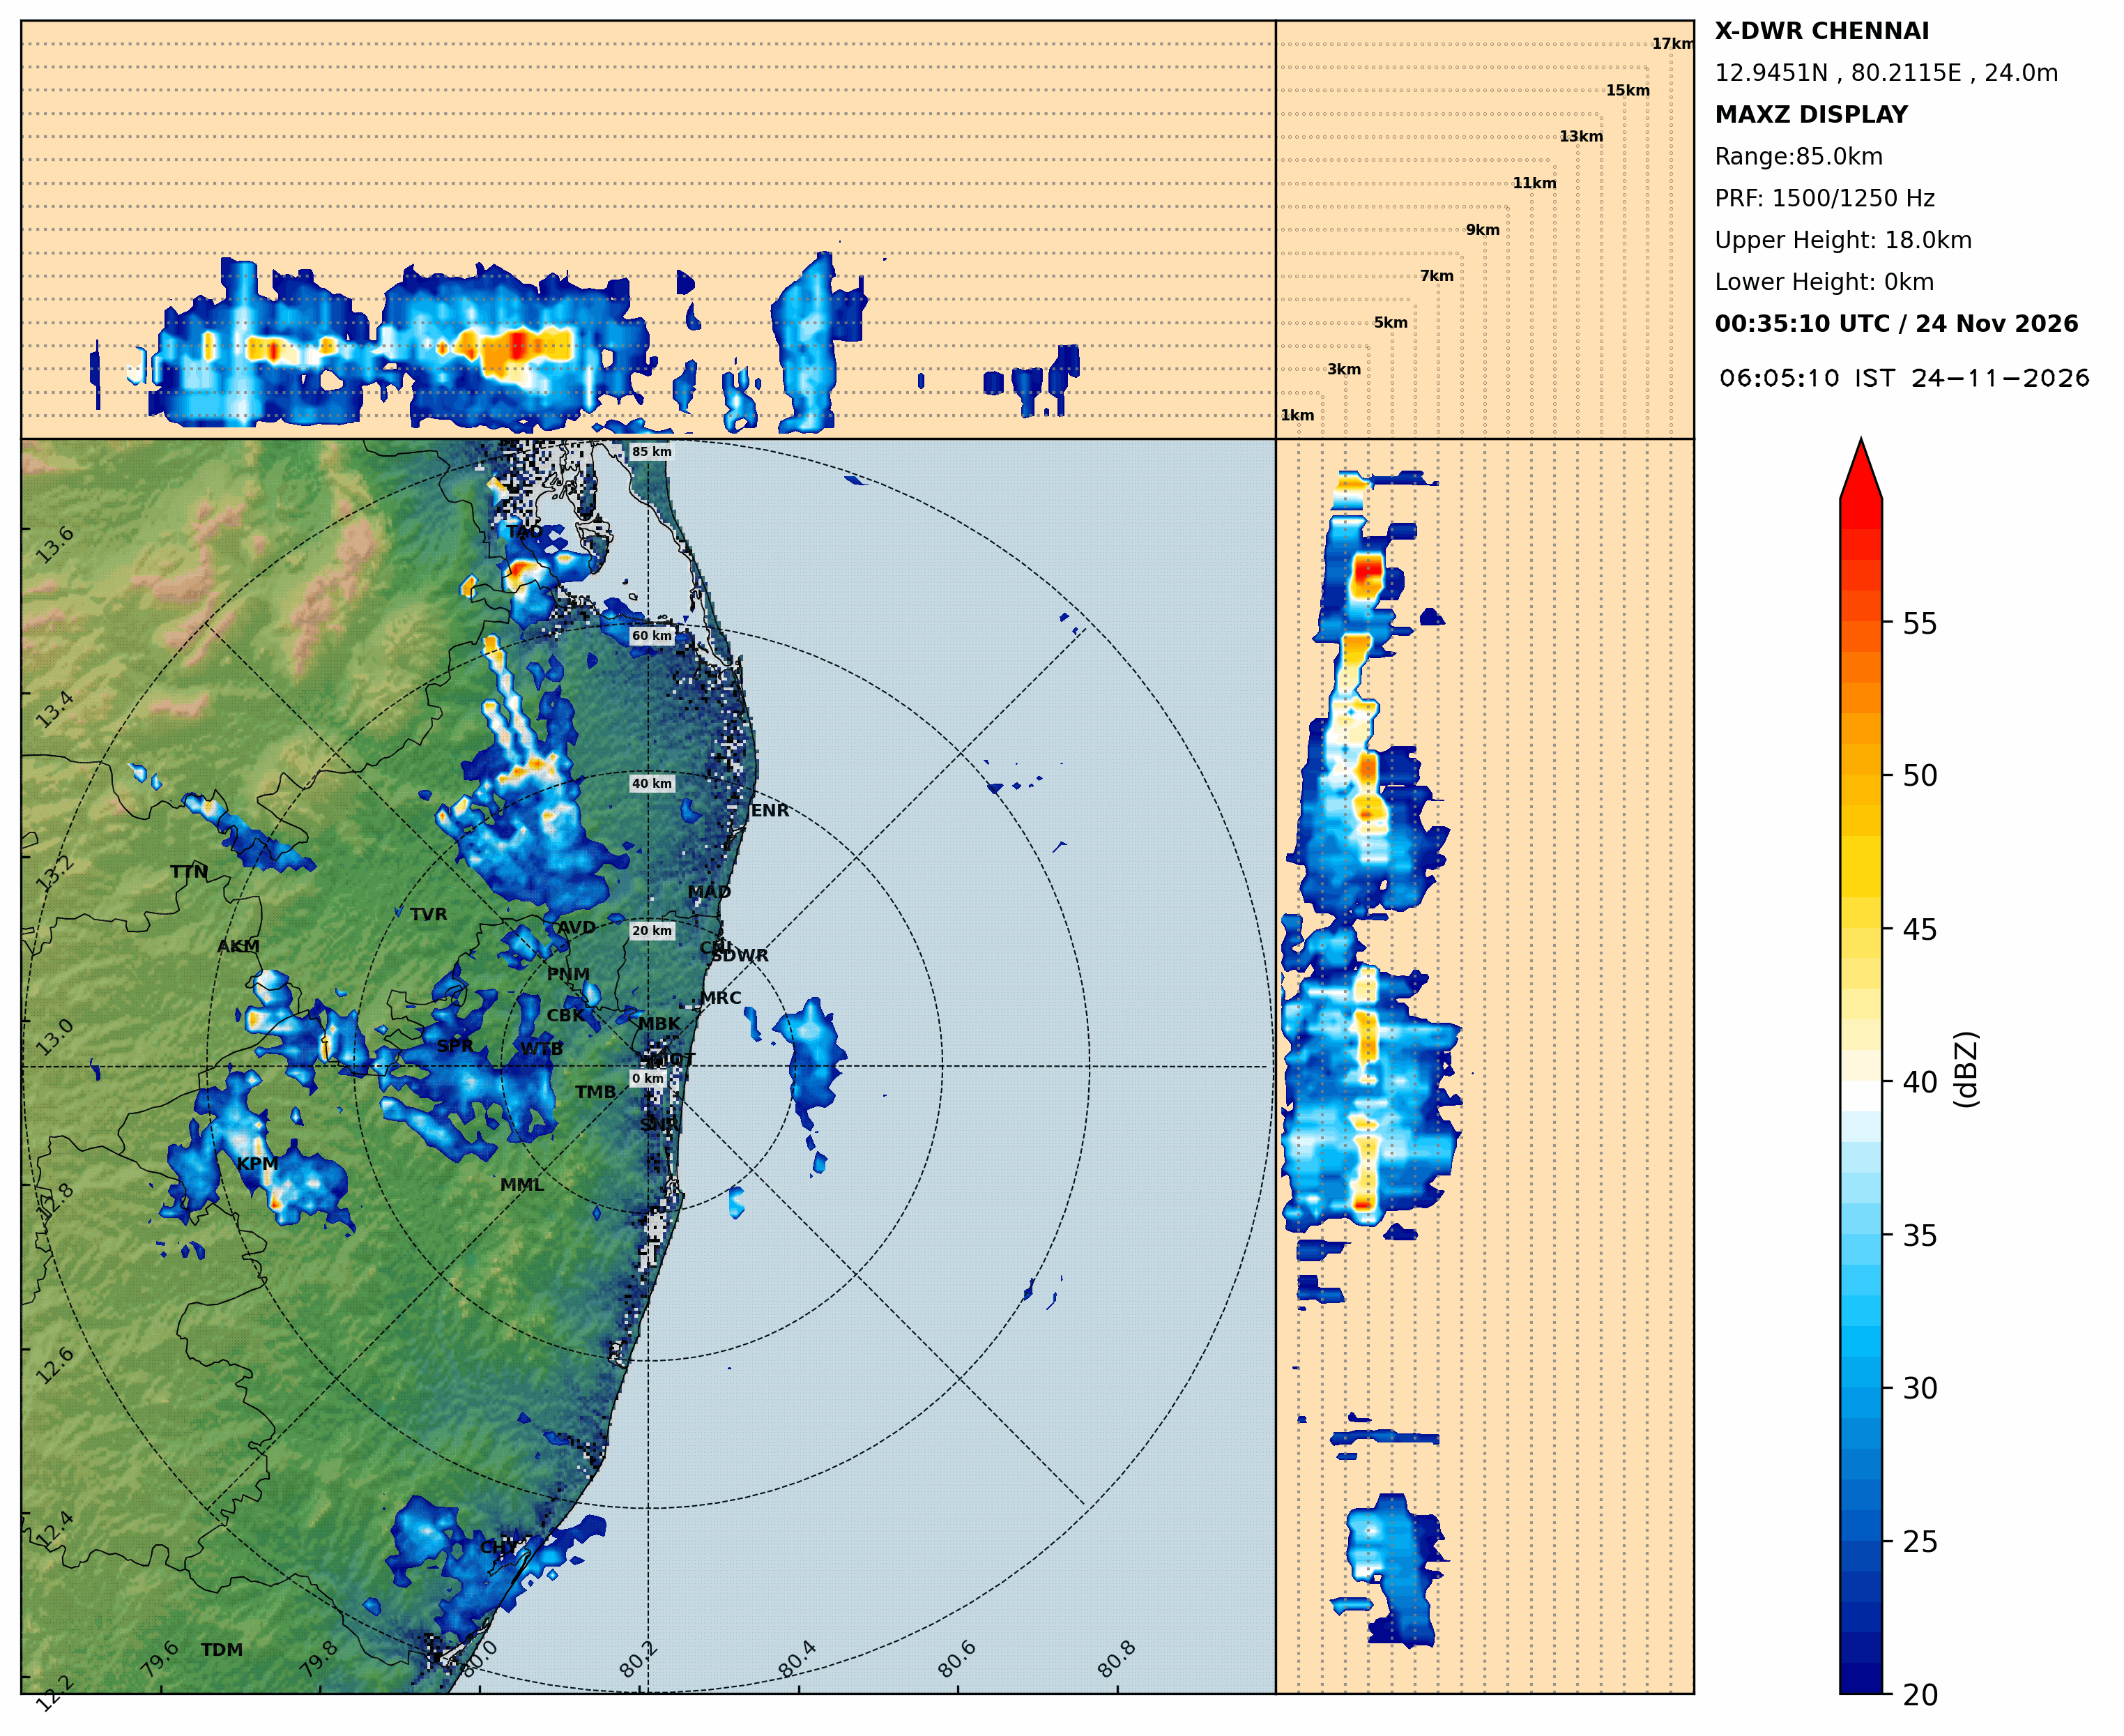 X-DWR CHENNAI
12.9451N , 80.2115E , 24.0m
MAXZ DISPLAY
Range:85.0km
PRF: 1500/1250 Hz
Upper Height: 18.0km
Lower Height: 0km
00:35:10 UTC / 24 Nov 2026
06:05:10 IST 24-11-2026
17km
15km
13km
11km
9km
7km
5km
3km
1km
85 km
60 km
40 km
20 km
0 km
TAD
ENR
TTN
MAD
TVR
AVD
AKM
SDWR
PNM
MRC
CBK
MBK
SPR
WTB
TMB
SNR
KPM
MML
CHY
TDM
13.6
13.4
13.2
13.0
12.8
12.6
12.4
12.2
79.6
79.8
80.0
80.2
80.4
80.6
80.8
55
50
45
40
35
30
25
20
(dBZ)